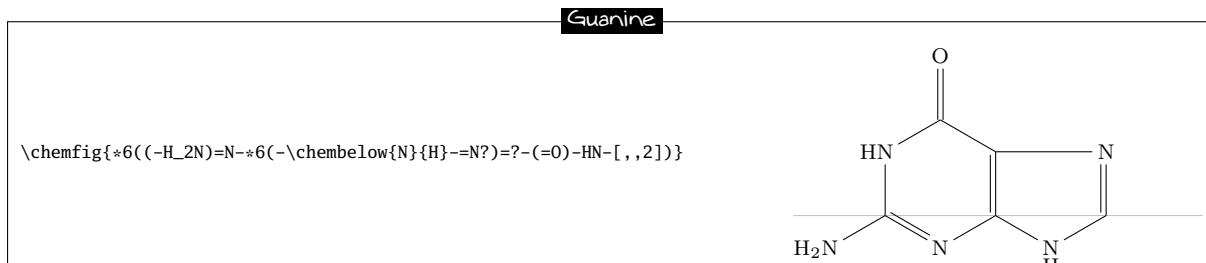 Guanine
\chemfig{*6((-H_2N)=N-*6(-\chembelow{N}{H}-=N?)=?-(=O)-HN-[,,2])}
O
HN
N
H₂N
N
N
H